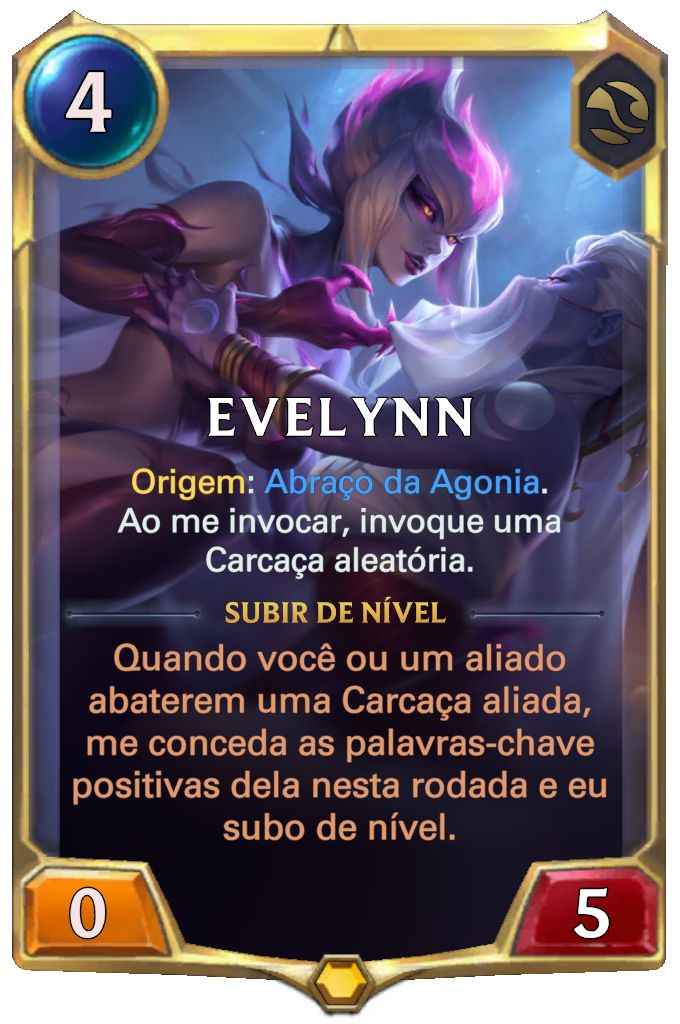 4
EVELYNN
Origem: Abraço da Agonia.
Ao me invocar, invoque uma
Carcaça aleatória.
SUBIR DE NÍVEL
Quando você ou um aliado
abaterem uma Carcaça aliada,
me conceda as palavras-chave
positivas dela nesta rodada e eu
subo de nível.
0
5